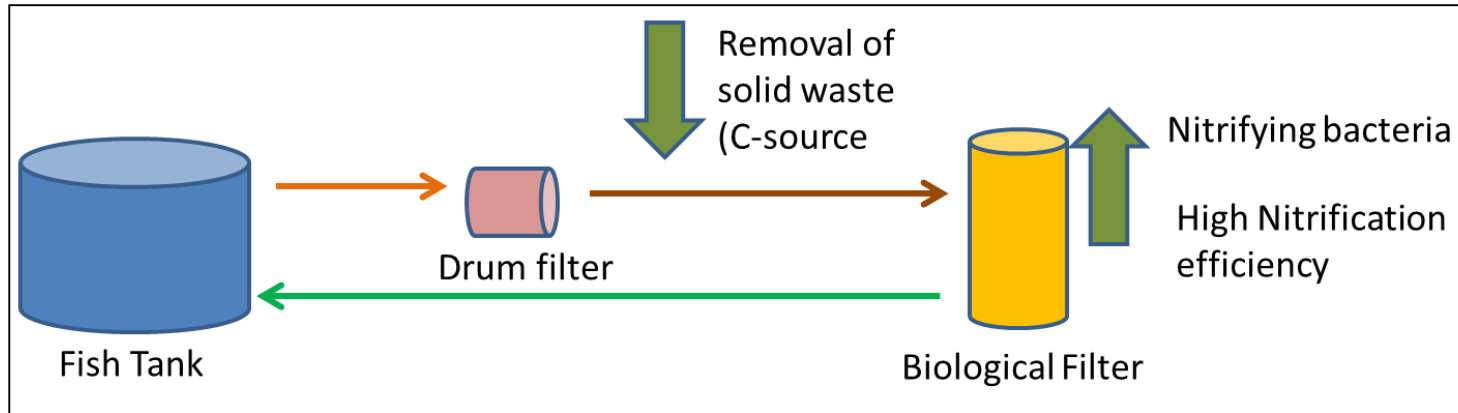 Removal of
solid waste
(C-source
Nitrifying bacteria
High Nitrification
efficiency
Drum filter
Fish Tank
Biological Filter